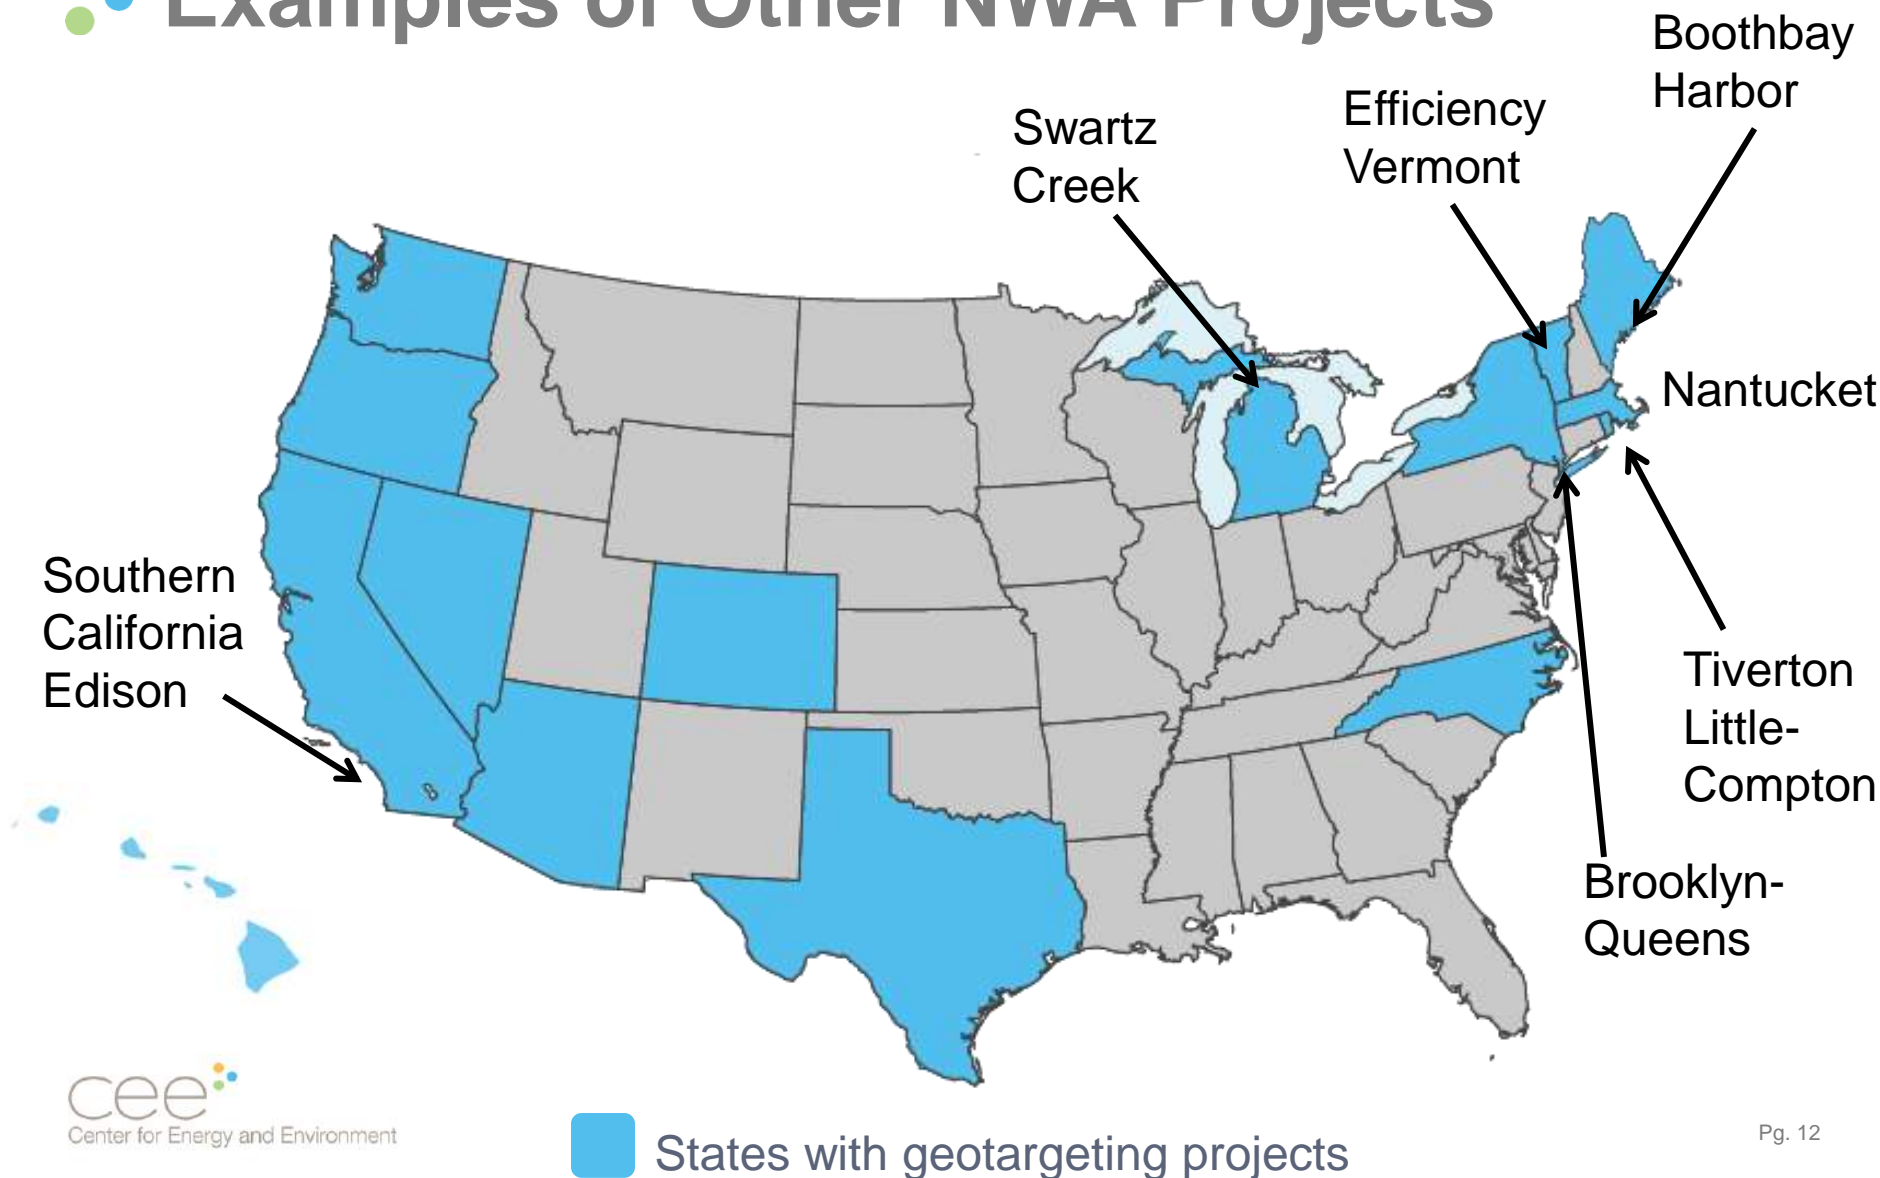 Examples of Other NWA Projects
Boothbay
Harbor
Efficiency
Vermont
Swartz
Creek
Nantucket
Southern
California
Edison
Tiverton
Little-
Compton
Brooklyn-
Queens
cee
Center for Energy and Environment
States with geotargeting projects
Pg. 12